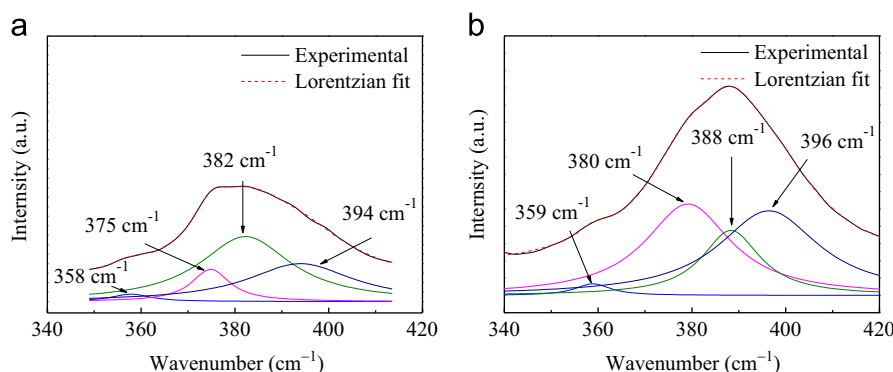 a
Experimental
Lorentzian fit
382 cm⁻¹
375 cm⁻¹
394 cm⁻¹
358 cm⁻¹
Internsity (a.u.)
340 360 380 400 420
Wavenumber (cm⁻¹)
b
Experimental
Lorentzian fit
388 cm⁻¹
396 cm⁻¹
380 cm⁻¹
359 cm⁻¹
Internsity (a.u.)
340 360 380 400 420
Wavenumber (cm⁻¹)